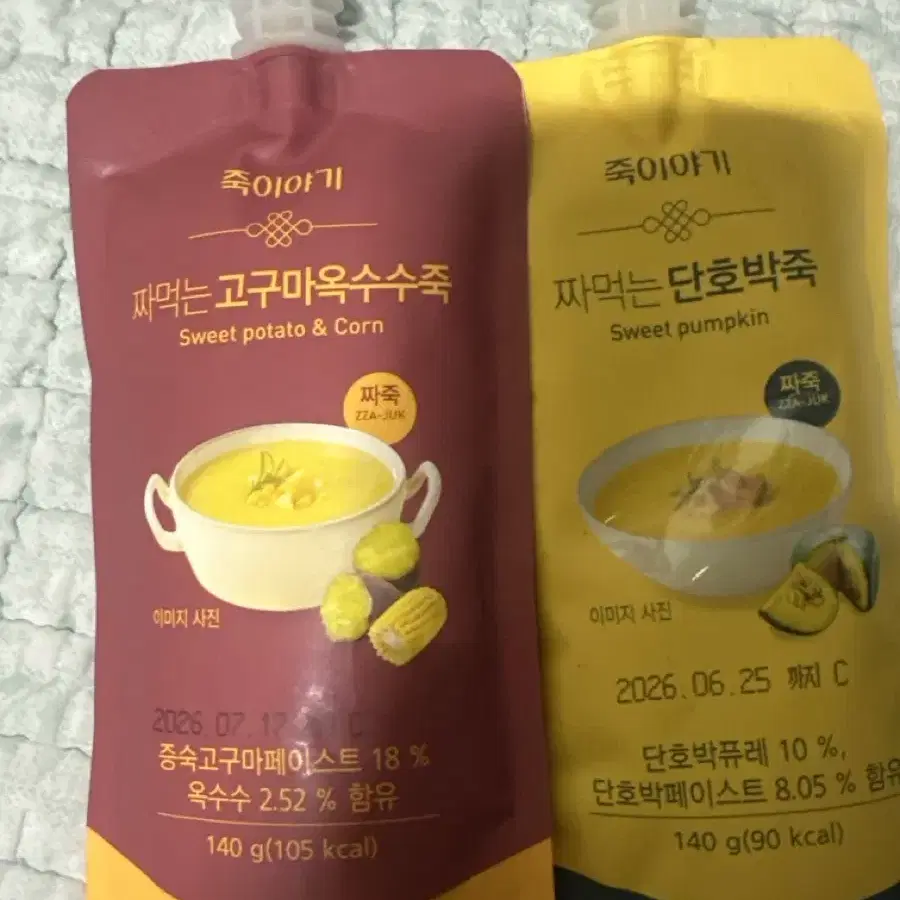 죽이야기
짜먹는 고구마옥수수죽
Sweet potato & Corn
짜죽
ZZA-JUK
이미지 사진
2026.07.17 C
증숙고구마페이스트 18 %
옥수수 2.52 % 함유
140 g(105 kcal)
죽이야기
짜먹는 단호박죽
Sweet pumpkin
짜죽
ZZA-JUK
이미지 사진
2026.06.25 까지 C
단호박퓨레 10 %,
단호박페이스트 8.05 % 함유
140 g(90 kcal)